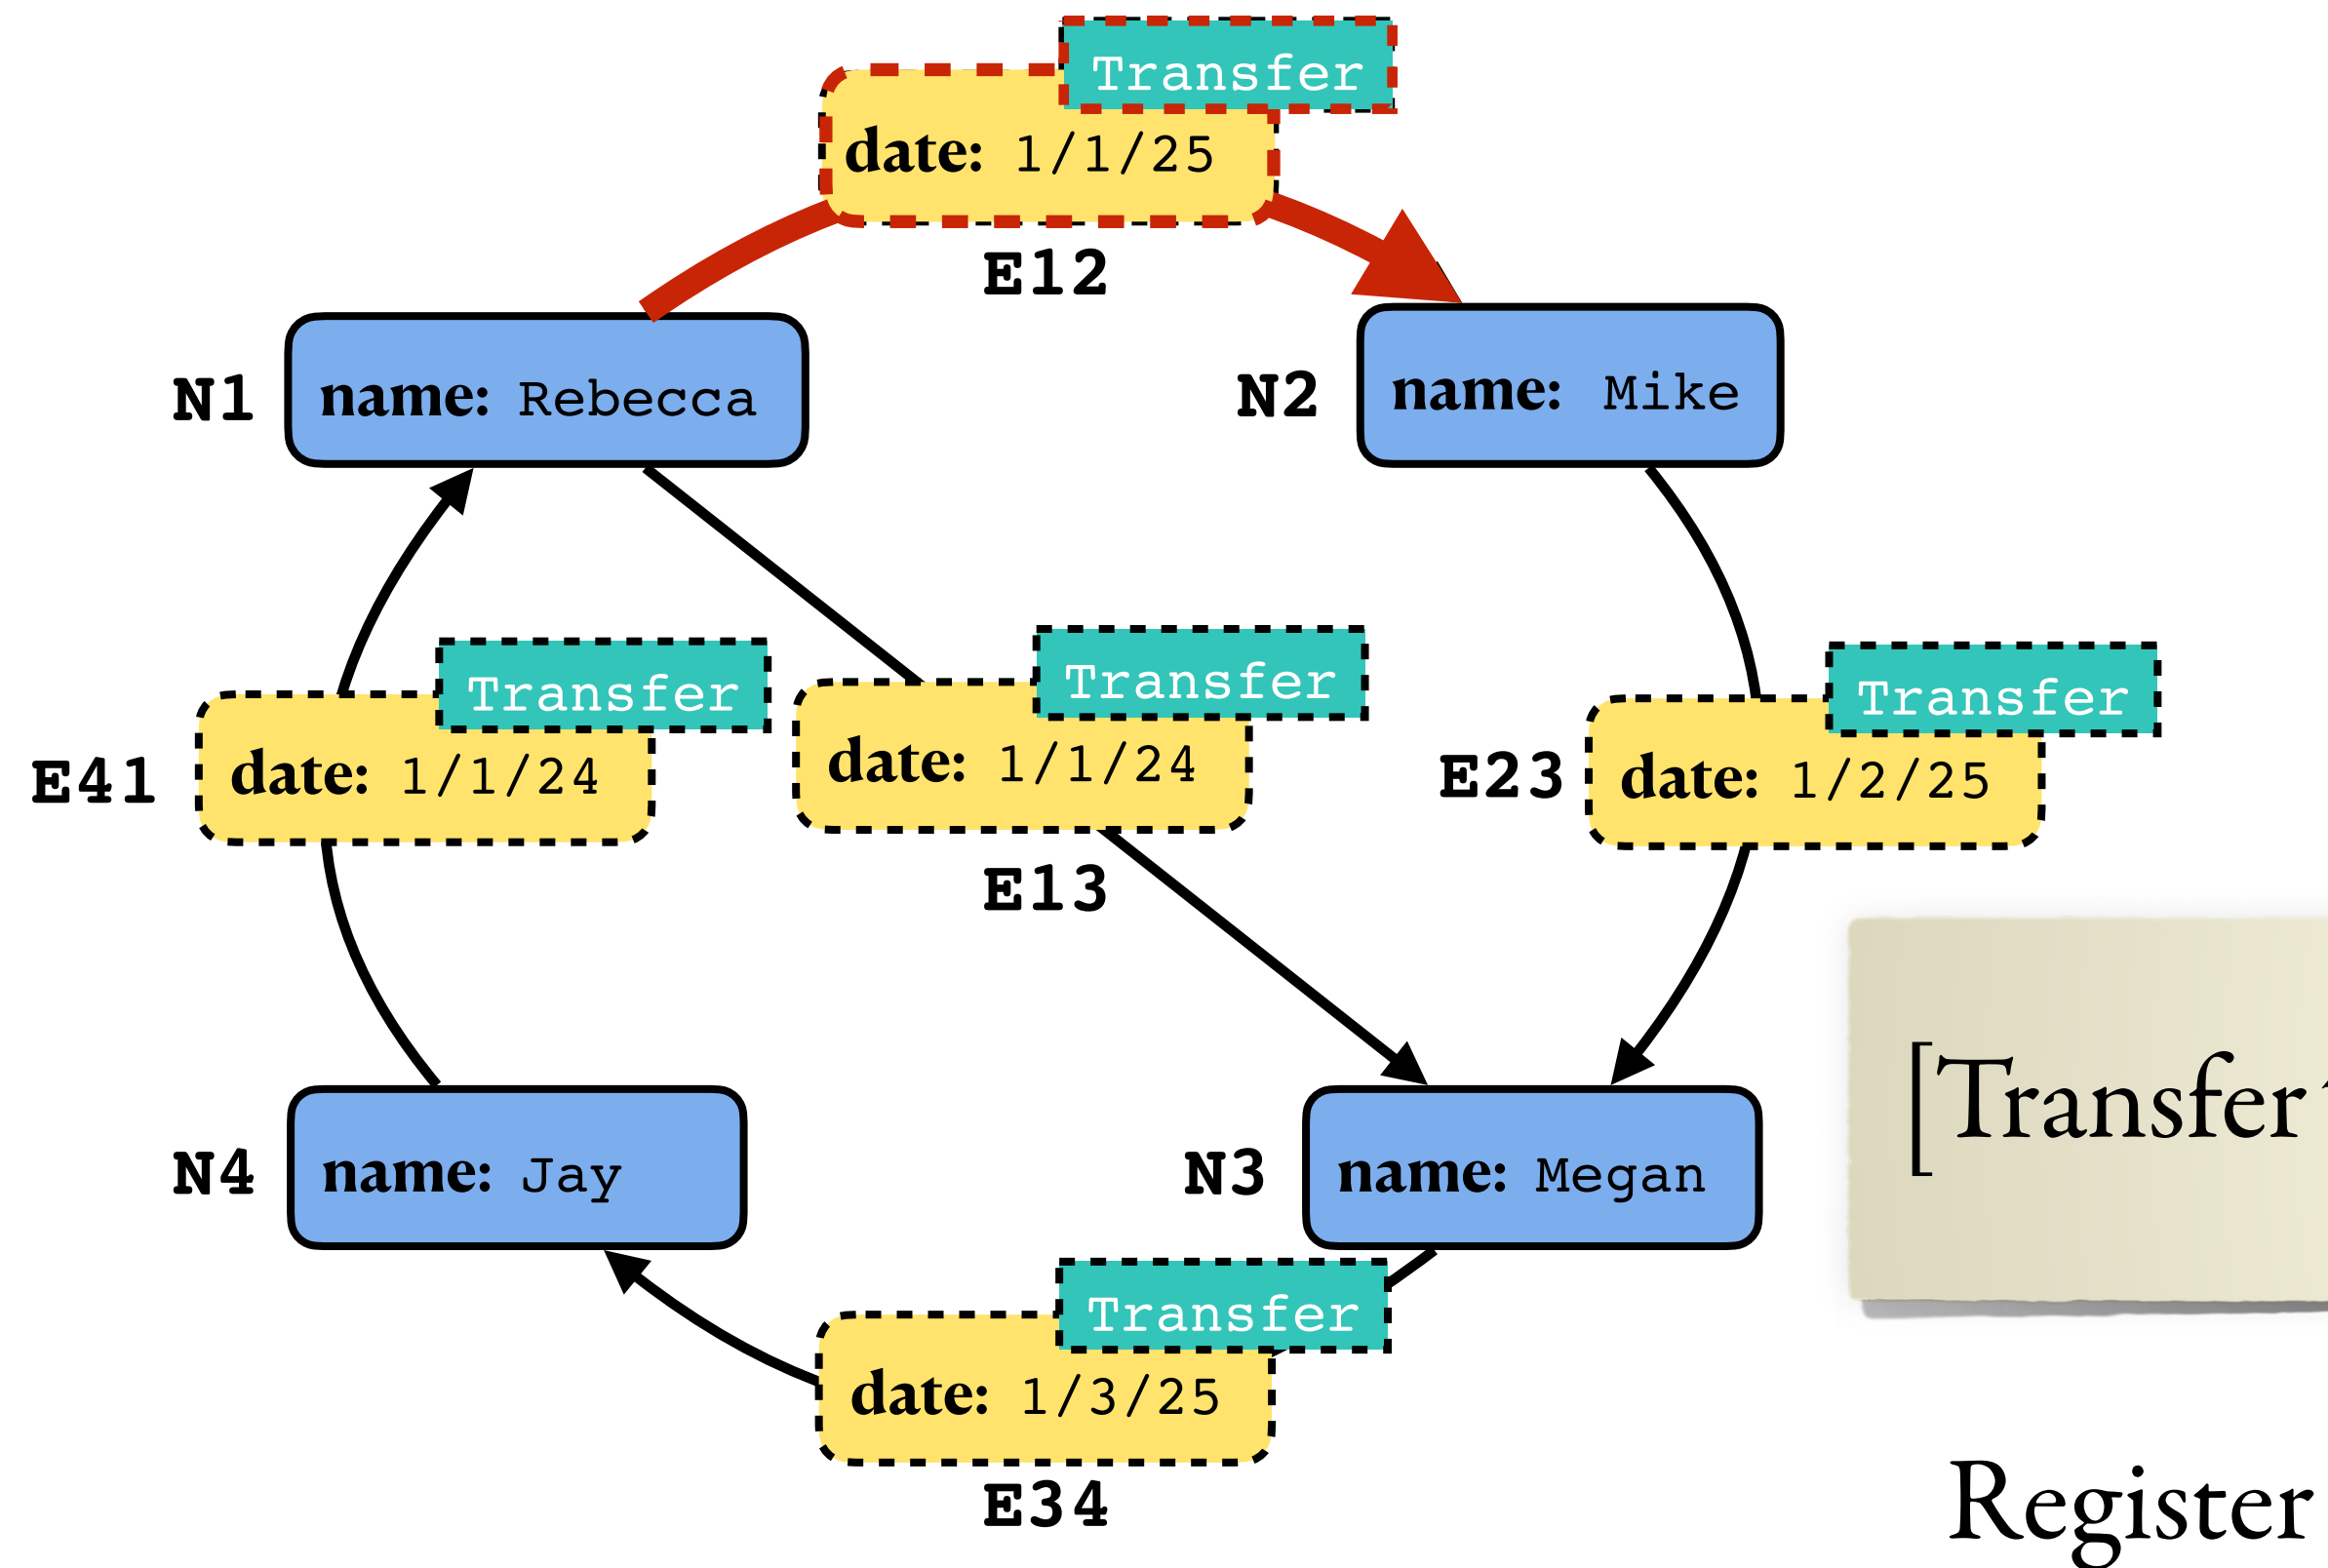 Transfer
date: 1/1/25
E12
N1
name: Rebecca
N2
name: Mike
Transfer
E41
date: 1/1/24
Transfer
date: 1/1/24
E13
Transfer
E23
date: 1/2/25
[Transfer
N4
name: Jay
N3
name: Megan
Transfer
date: 1/3/25
E34
Register